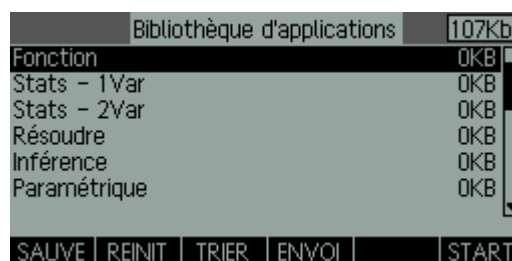 Bibliothèque d'applications 107Kb
Fonction 0KB
Stats - 1Var 0KB
Stats - 2Var 0KB
Résoudre 0KB
Inférence 0KB
Paramétrique 0KB
SAUVE REINIT TRIER ENVOI START